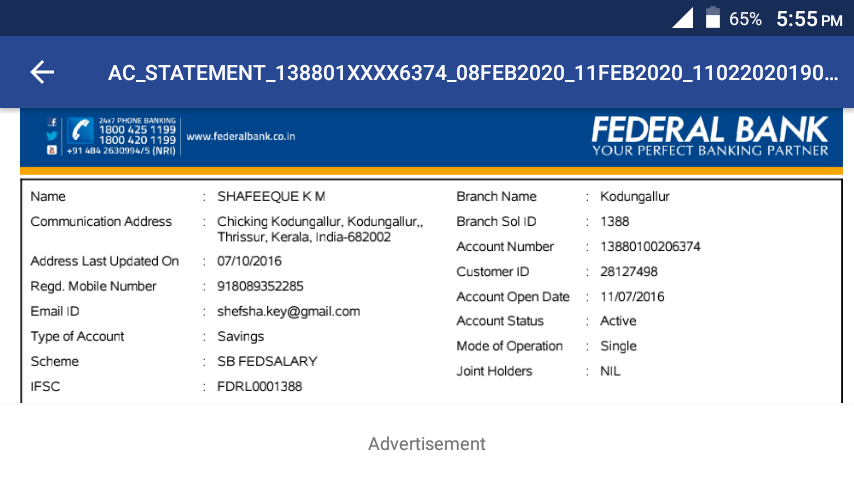 65% 5:55 PM
AC_STATEMENT_138801XXXX6374_08FEB2020_11FEB2020_11022020190...
24x7 PHONE BANKING
1800 425 1199
1800 420 1199
+91 484 2630994/5 (NRI)
www.federalbank.co.in
FEDERAL BANK
YOUR PERFECT BANKING PARTNER
Name : SHAFEEQUE K M
Communication Address : Chicking Kodungallur, Kodungallur,,
Thrissur, Kerala, India-682002
Address Last Updated On : 07/10/2016
Regd. Mobile Number : 918089352285
Email ID : shefsha.key@gmail.com
Type of Account : Savings
Scheme : SB FEDSALARY
IFSC : FDRL0001388
Branch Name : Kodungallur
Branch Sol ID : 1388
Account Number : 13880100206374
Customer ID : 28127498
Account Open Date : 11/07/2016
Account Status : Active
Mode of Operation : Single
Joint Holders : NIL
Advertisement